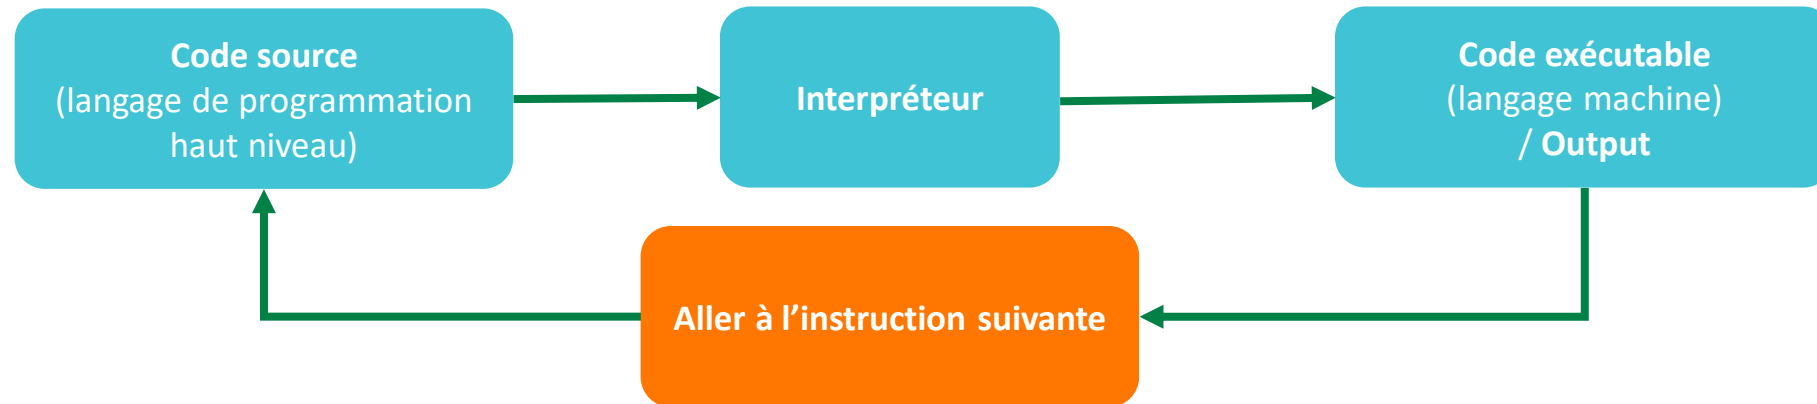 Code source
(langage de programmation
haut niveau)
Interpréteur
Code exécutable
(langage machine)
/ Output
Aller à l’instruction suivante